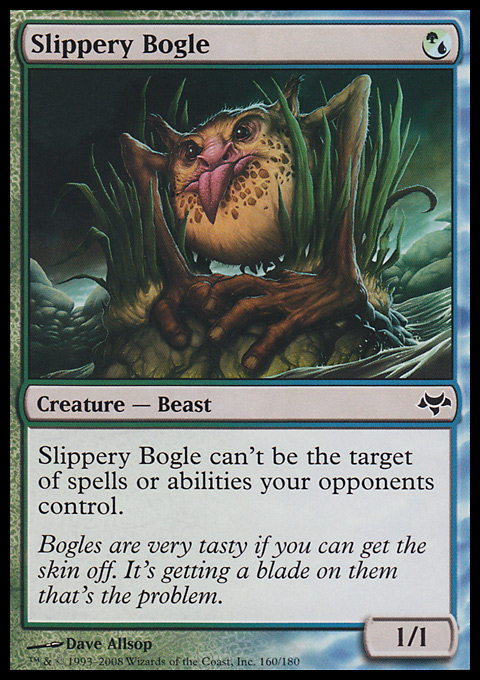 Slippery Bogle
Creature — Beast
Slippery Bogle can't be the target
of spells or abilities your opponents
control.
Bogles are very tasty if you can get the
skin off. It's getting a blade on them
that's the problem.
1/1
Dave Allsop
™ & © 1993–2008 Wizards of the Coast, Inc. 160/180